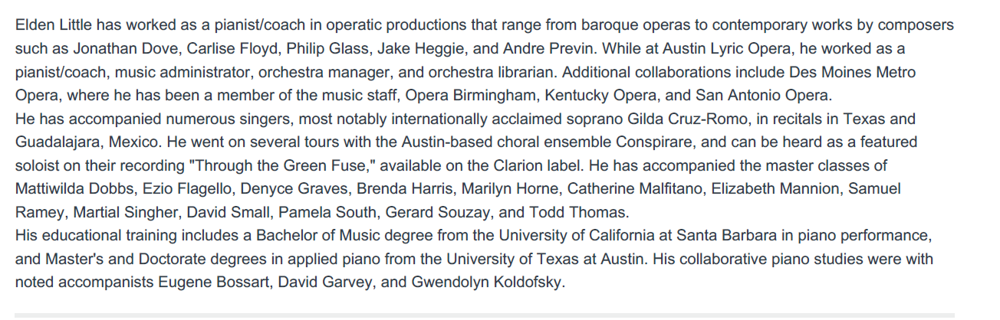 Elden Little has worked as a pianist/coach in operatic productions that range from baroque operas to contemporary works by composers
such as Jonathan Dove, Carlise Floyd, Philip Glass, Jake Heggie, and Andre Previn. While at Austin Lyric Opera, he worked as a
pianist/coach, music administrator, orchestra manager, and orchestra librarian. Additional collaborations include Des Moines Metro
Opera, where he has been a member of the music staff, Opera Birmingham, Kentucky Opera, and San Antonio Opera.
He has accompanied numerous singers, most notably internationally acclaimed soprano Gilda Cruz-Romo, in recitals in Texas and
Guadalajara, Mexico. He went on several tours with the Austin-based choral ensemble Conspirare, and can be heard as a featured
soloist on their recording "Through the Green Fuse," available on the Clarion label. He has accompanied the master classes of
Mattiwilda Dobbs, Ezio Flagello, Denyce Graves, Brenda Harris, Marilyn Horne, Catherine Malfitano, Elizabeth Mannion, Samuel
Ramey, Martial Singher, David Small, Pamela South, Gerard Souzay, and Todd Thomas.
His educational training includes a Bachelor of Music degree from the University of California at Santa Barbara in piano performance,
and Master's and Doctorate degrees in applied piano from the University of Texas at Austin. His collaborative piano studies were with
noted accompanists Eugene Bossart, David Garvey, and Gwendolyn Koldofsky.